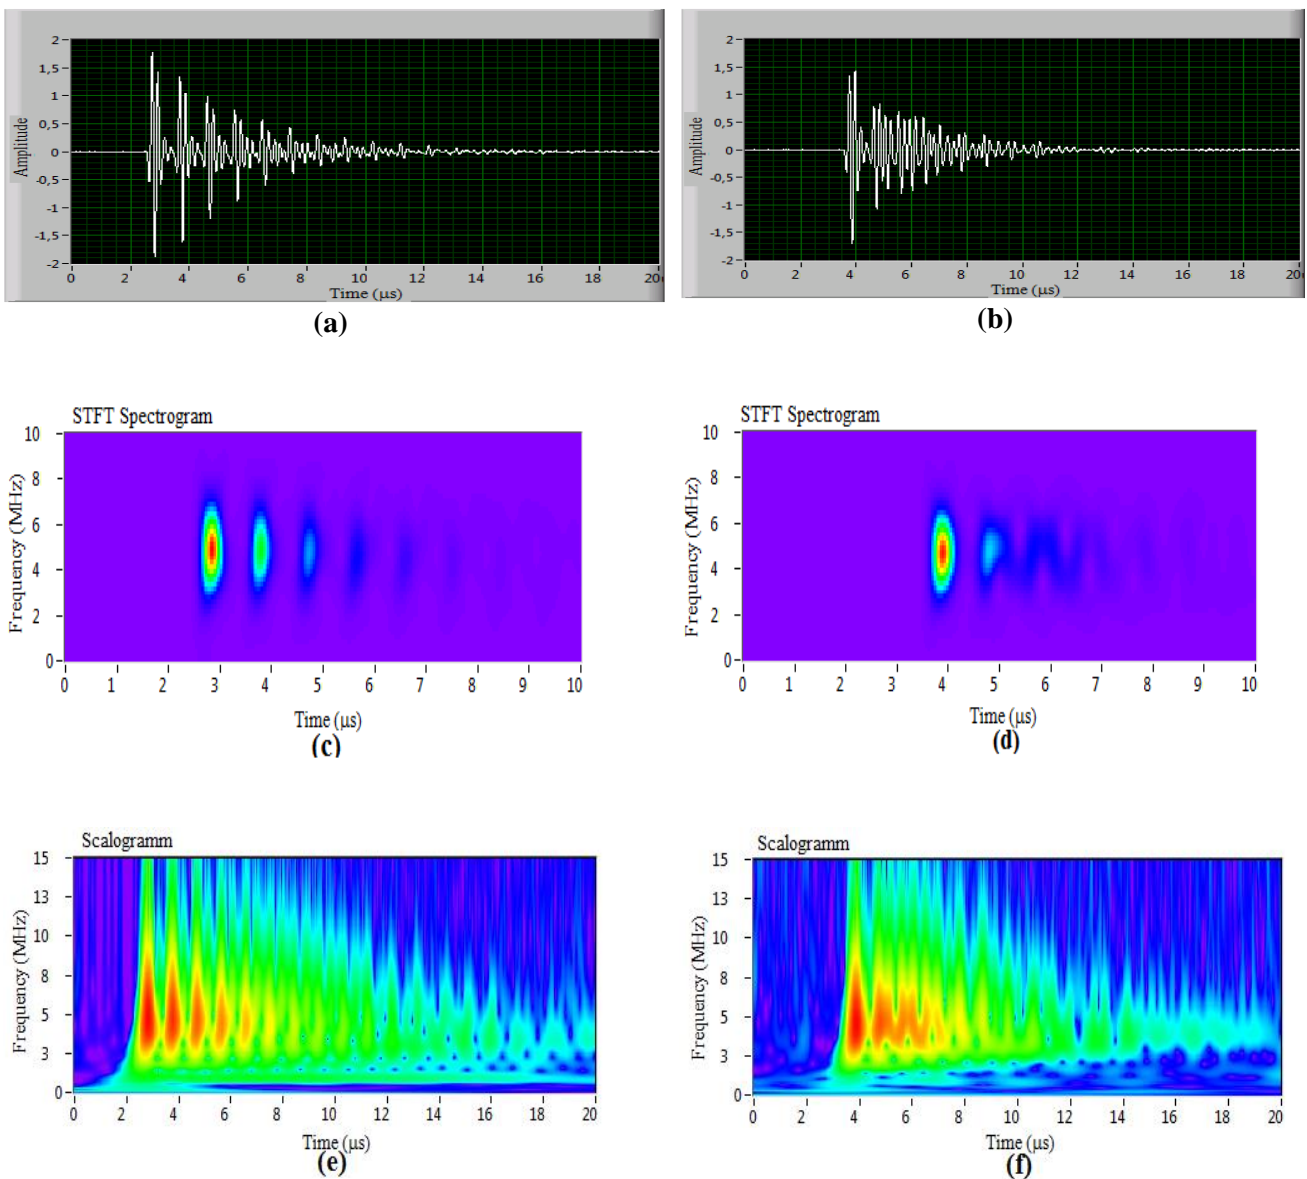 2
1,5
1
0,5
0
-0,5
-1
-1,5
-2
Amplitude
0 2 4 6 8 10 12 14 16 18 20
Time (µs)
(a)
2
1,5
1
0,5
0
-0,5
-1
-1,5
-2
Amplitude
0 2 4 6 8 10 12 14 16 18 20
Time (µs)
(b)
STFT Spectrogram
10
8
6
4
2
0
Frequency (MHz)
0 1 2 3 4 5 6 7 8 9 10
Time (µs)
(c)
STFT Spectrogram
10
8
6
4
2
0
Frequency (MHz)
0 1 2 3 4 5 6 7 8 9 10
Time (µs)
(d)
Scalogramm
15
13
10
8
5
3
0
Frequency (MHz)
0 2 4 6 8 10 12 14 16 18 20
Time (µs)
(e)
Scalogramm
15
13
10
8
5
3
0
Frequency (MHz)
0 2 4 6 8 10 12 14 16 18 20
Time (µs)
(f)